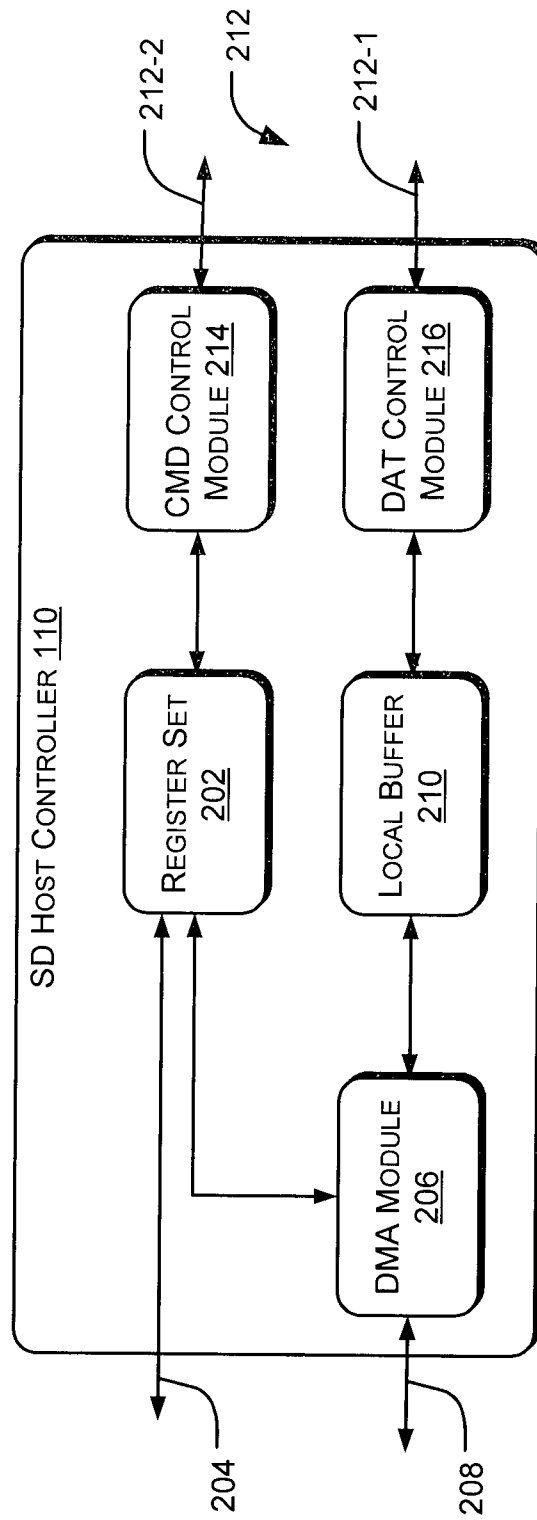 SD HOST CONTROLLER 110
204
REGISTER SET
202
CMD CONTROL
MODULE 214
212-2
212
208
DMA MODULE
206
LOCAL BUFFER
210
DAT CONTROL
MODULE 216
212-1